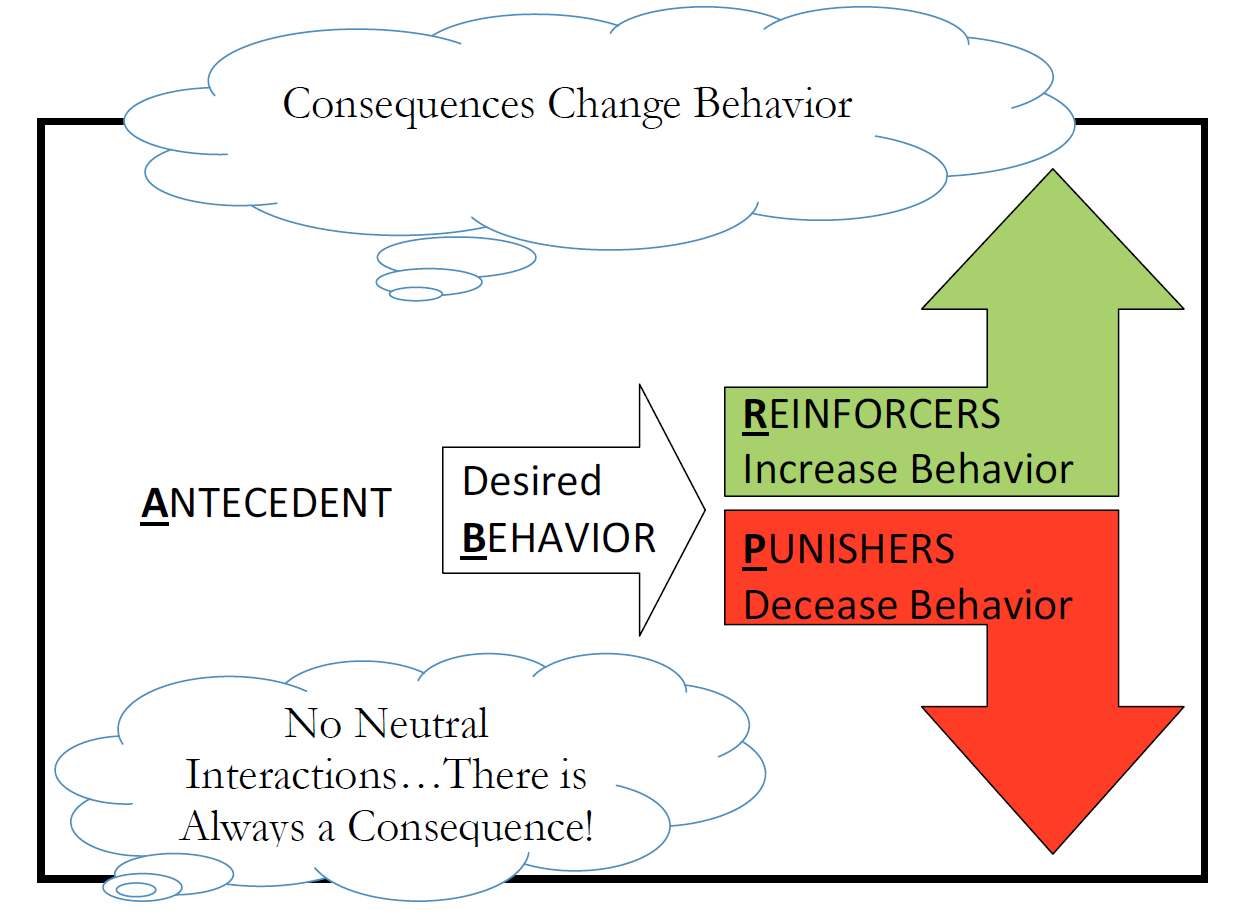 Consequences Change Behavior
ANTECEDENT
Desired
BEHAVIOR
REINFORCERS
Increase Behavior
PUNISHERS
Decease Behavior
No Neutral
Interactions…There is
Always a Consequence!